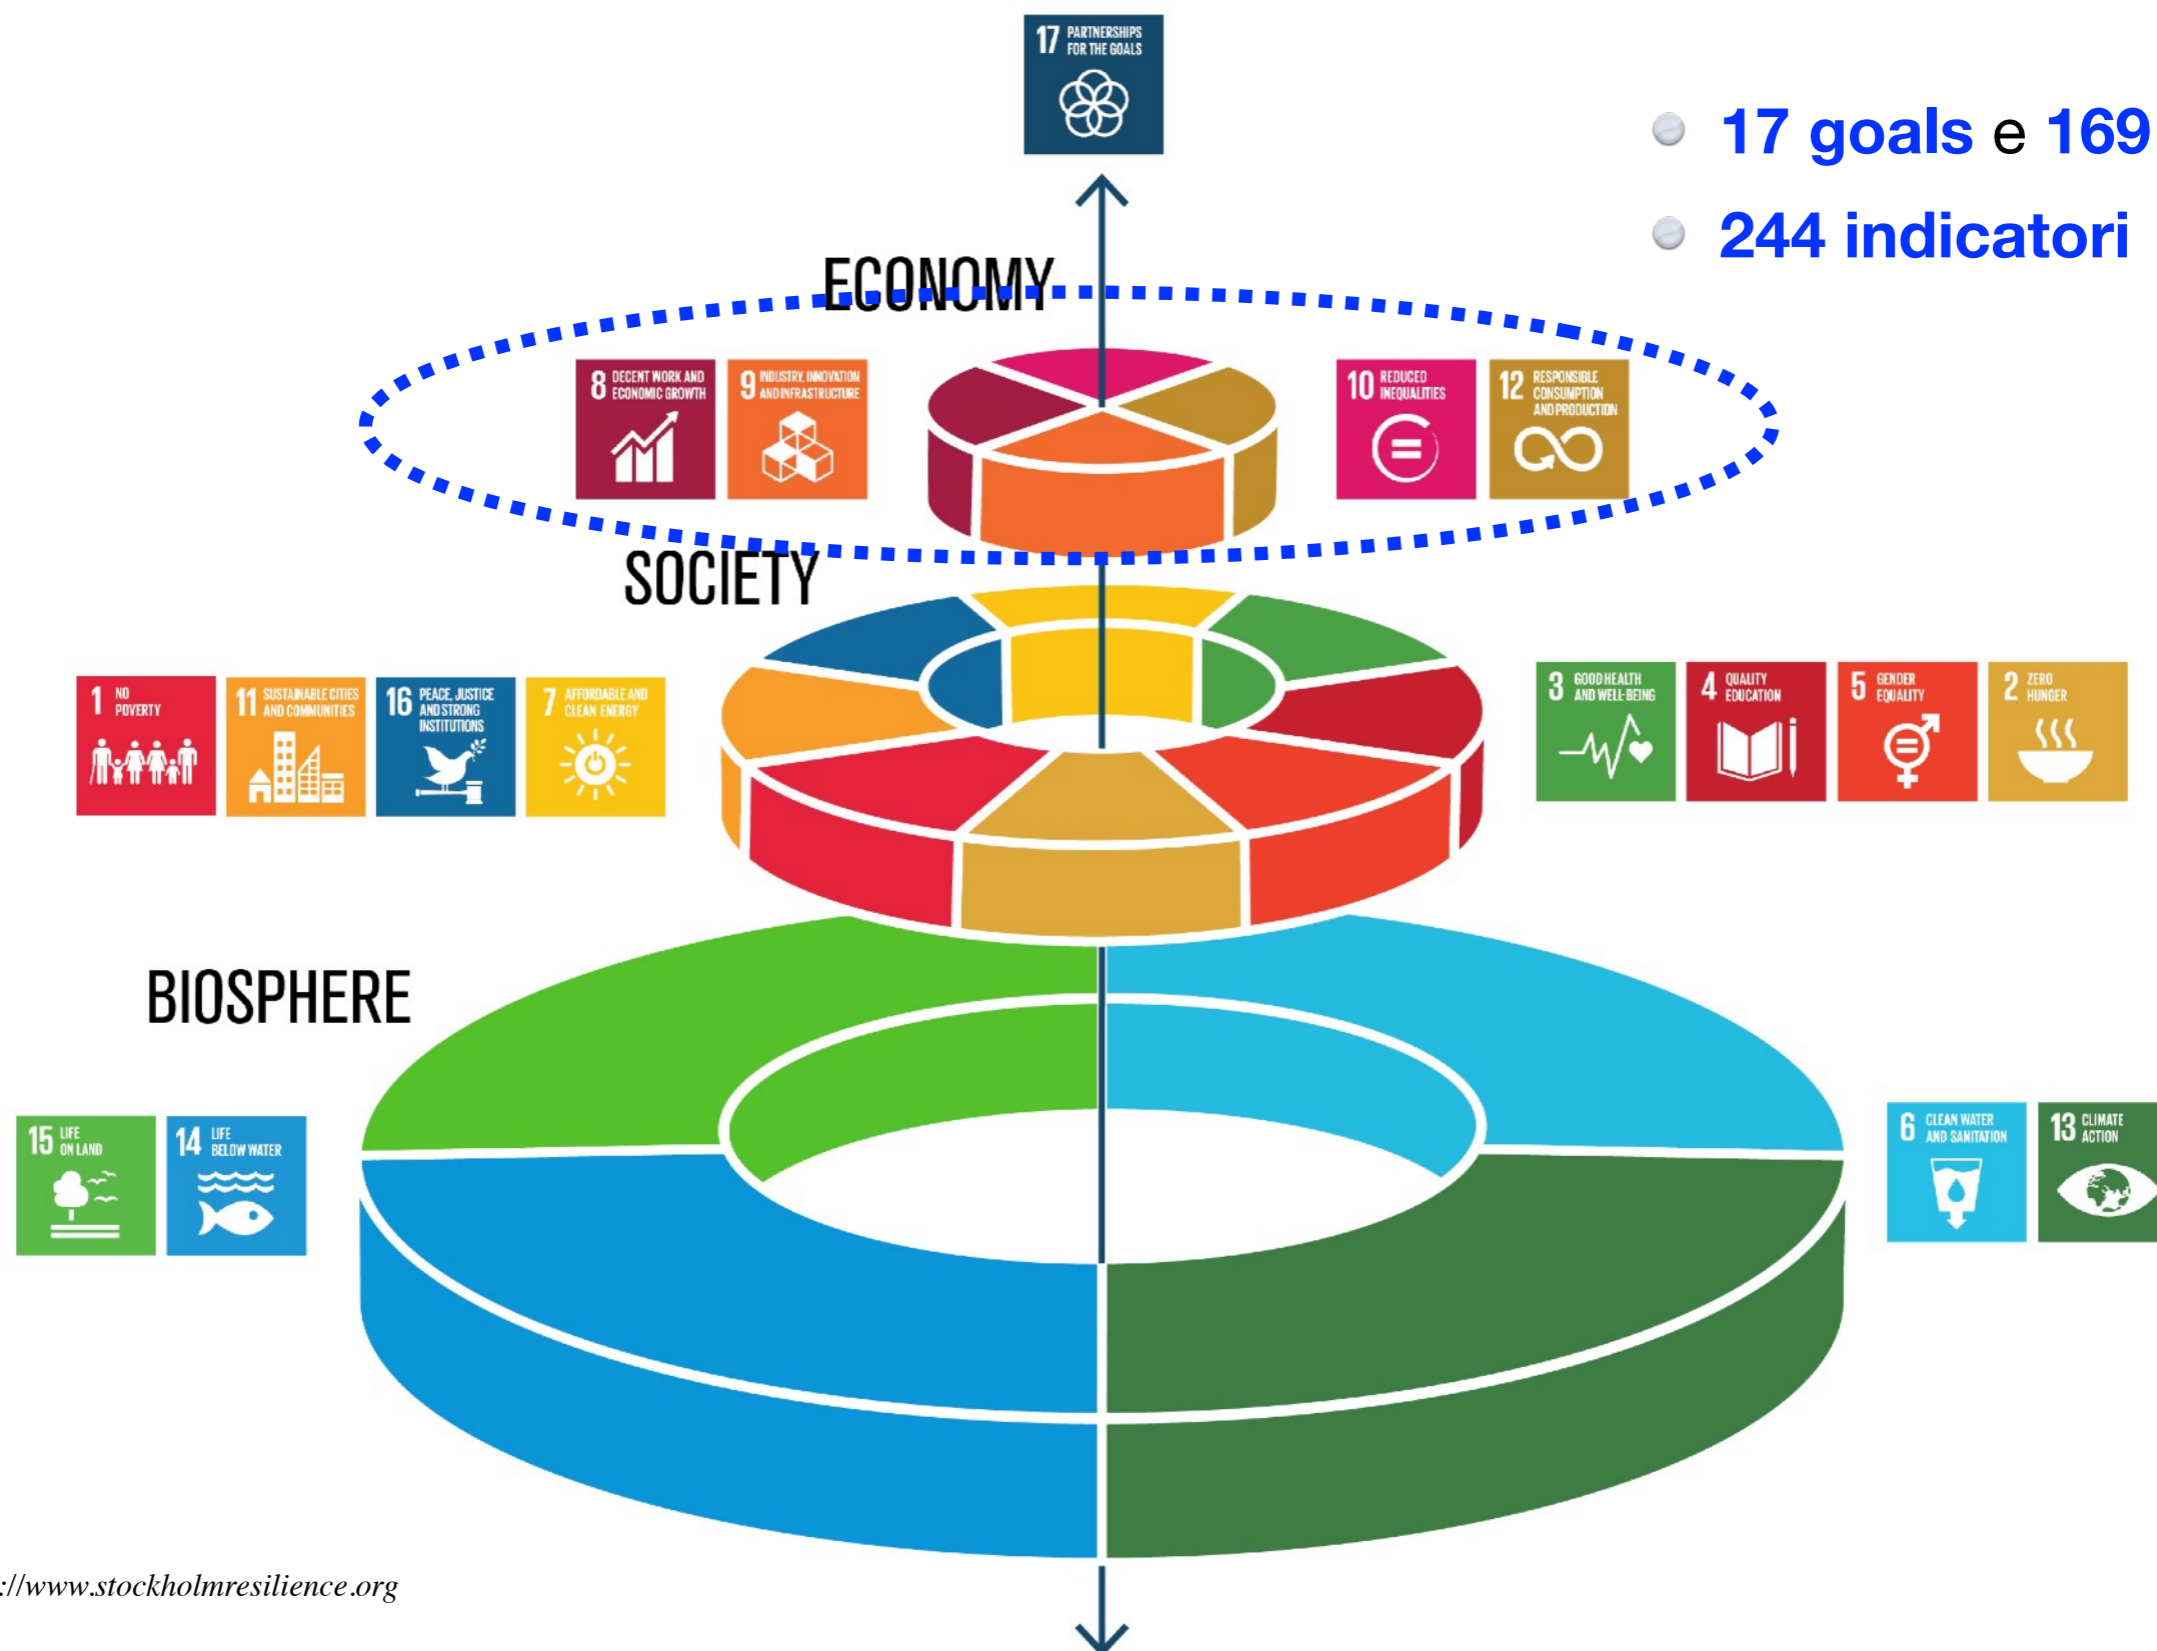 17 PARTNERSHIPS
FOR THE GOALS
17 goals e 169
244 indicatori
ECONOMY
8 DECENT WORK AND
ECONOMIC GROWTH
9 INDUSTRY, INNOVATION
AND INFRASTRUCTURE
10 REDUCED
INEQUALITIES
12 RESPONSIBLE
CONSUMPTION
AND PRODUCTION
SOCIETY
1 NO
POVERTY
11 SUSTAINABLE CITIES
AND COMMUNITIES
16 PEACE, JUSTICE
AND STRONG
INSTITUTIONS
7 AFFORDABLE AND
CLEAN ENERGY
3 GOOD HEALTH
AND WELL-BEING
4 QUALITY
EDUCATION
5 GENDER
EQUALITY
2 ZERO
HUNGER
BIOSPHERE
15 LIFE
ON LAND
14 LIFE
BELOW WATER
6 CLEAN WATER
AND SANITATION
13 CLIMATE
ACTION
://www.stockholmresilience.org